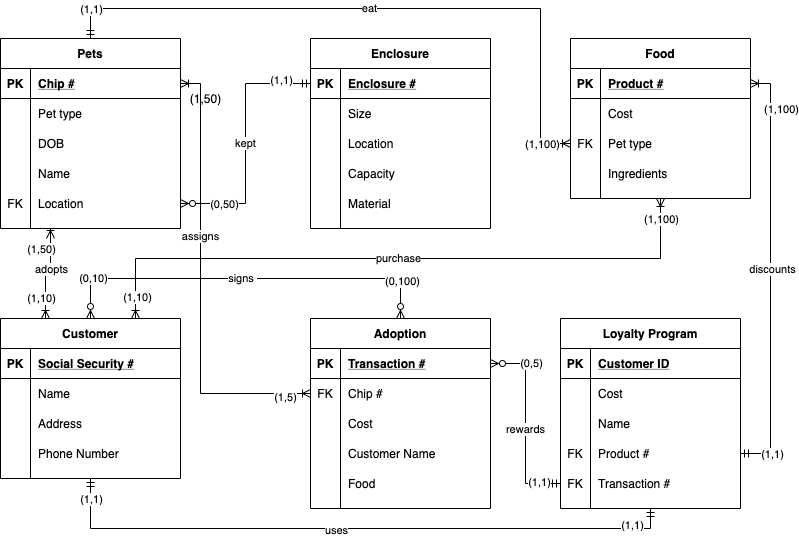 (1,1)
eat
Pets
PK Chip #
Pet type
DOB
Name
FK Location
Enclosure
PK Enclosure #
Size
Location
Capacity
Material
Food
PK Product #
Cost
FK Pet type
Ingredients
(1,50)
(1,1)
kept
(0,50)
(1,100)
(1,100)
(1,100)
assigns
(1,50)
adopts
(1,10)
purchase
(1,10)
(0,10)
signs
(0,100)
discounts
Customer
PK Social Security #
Name
Address
Phone Number
Adoption
PK Transaction #
FK Chip #
Cost
Customer Name
Food
Loyalty Program
PK Customer ID
Cost
Name
FK Product #
FK Transaction #
(1,5)
(0,5)
rewards
(1,1)
(1,1)
(1,1)
uses
(1,1)